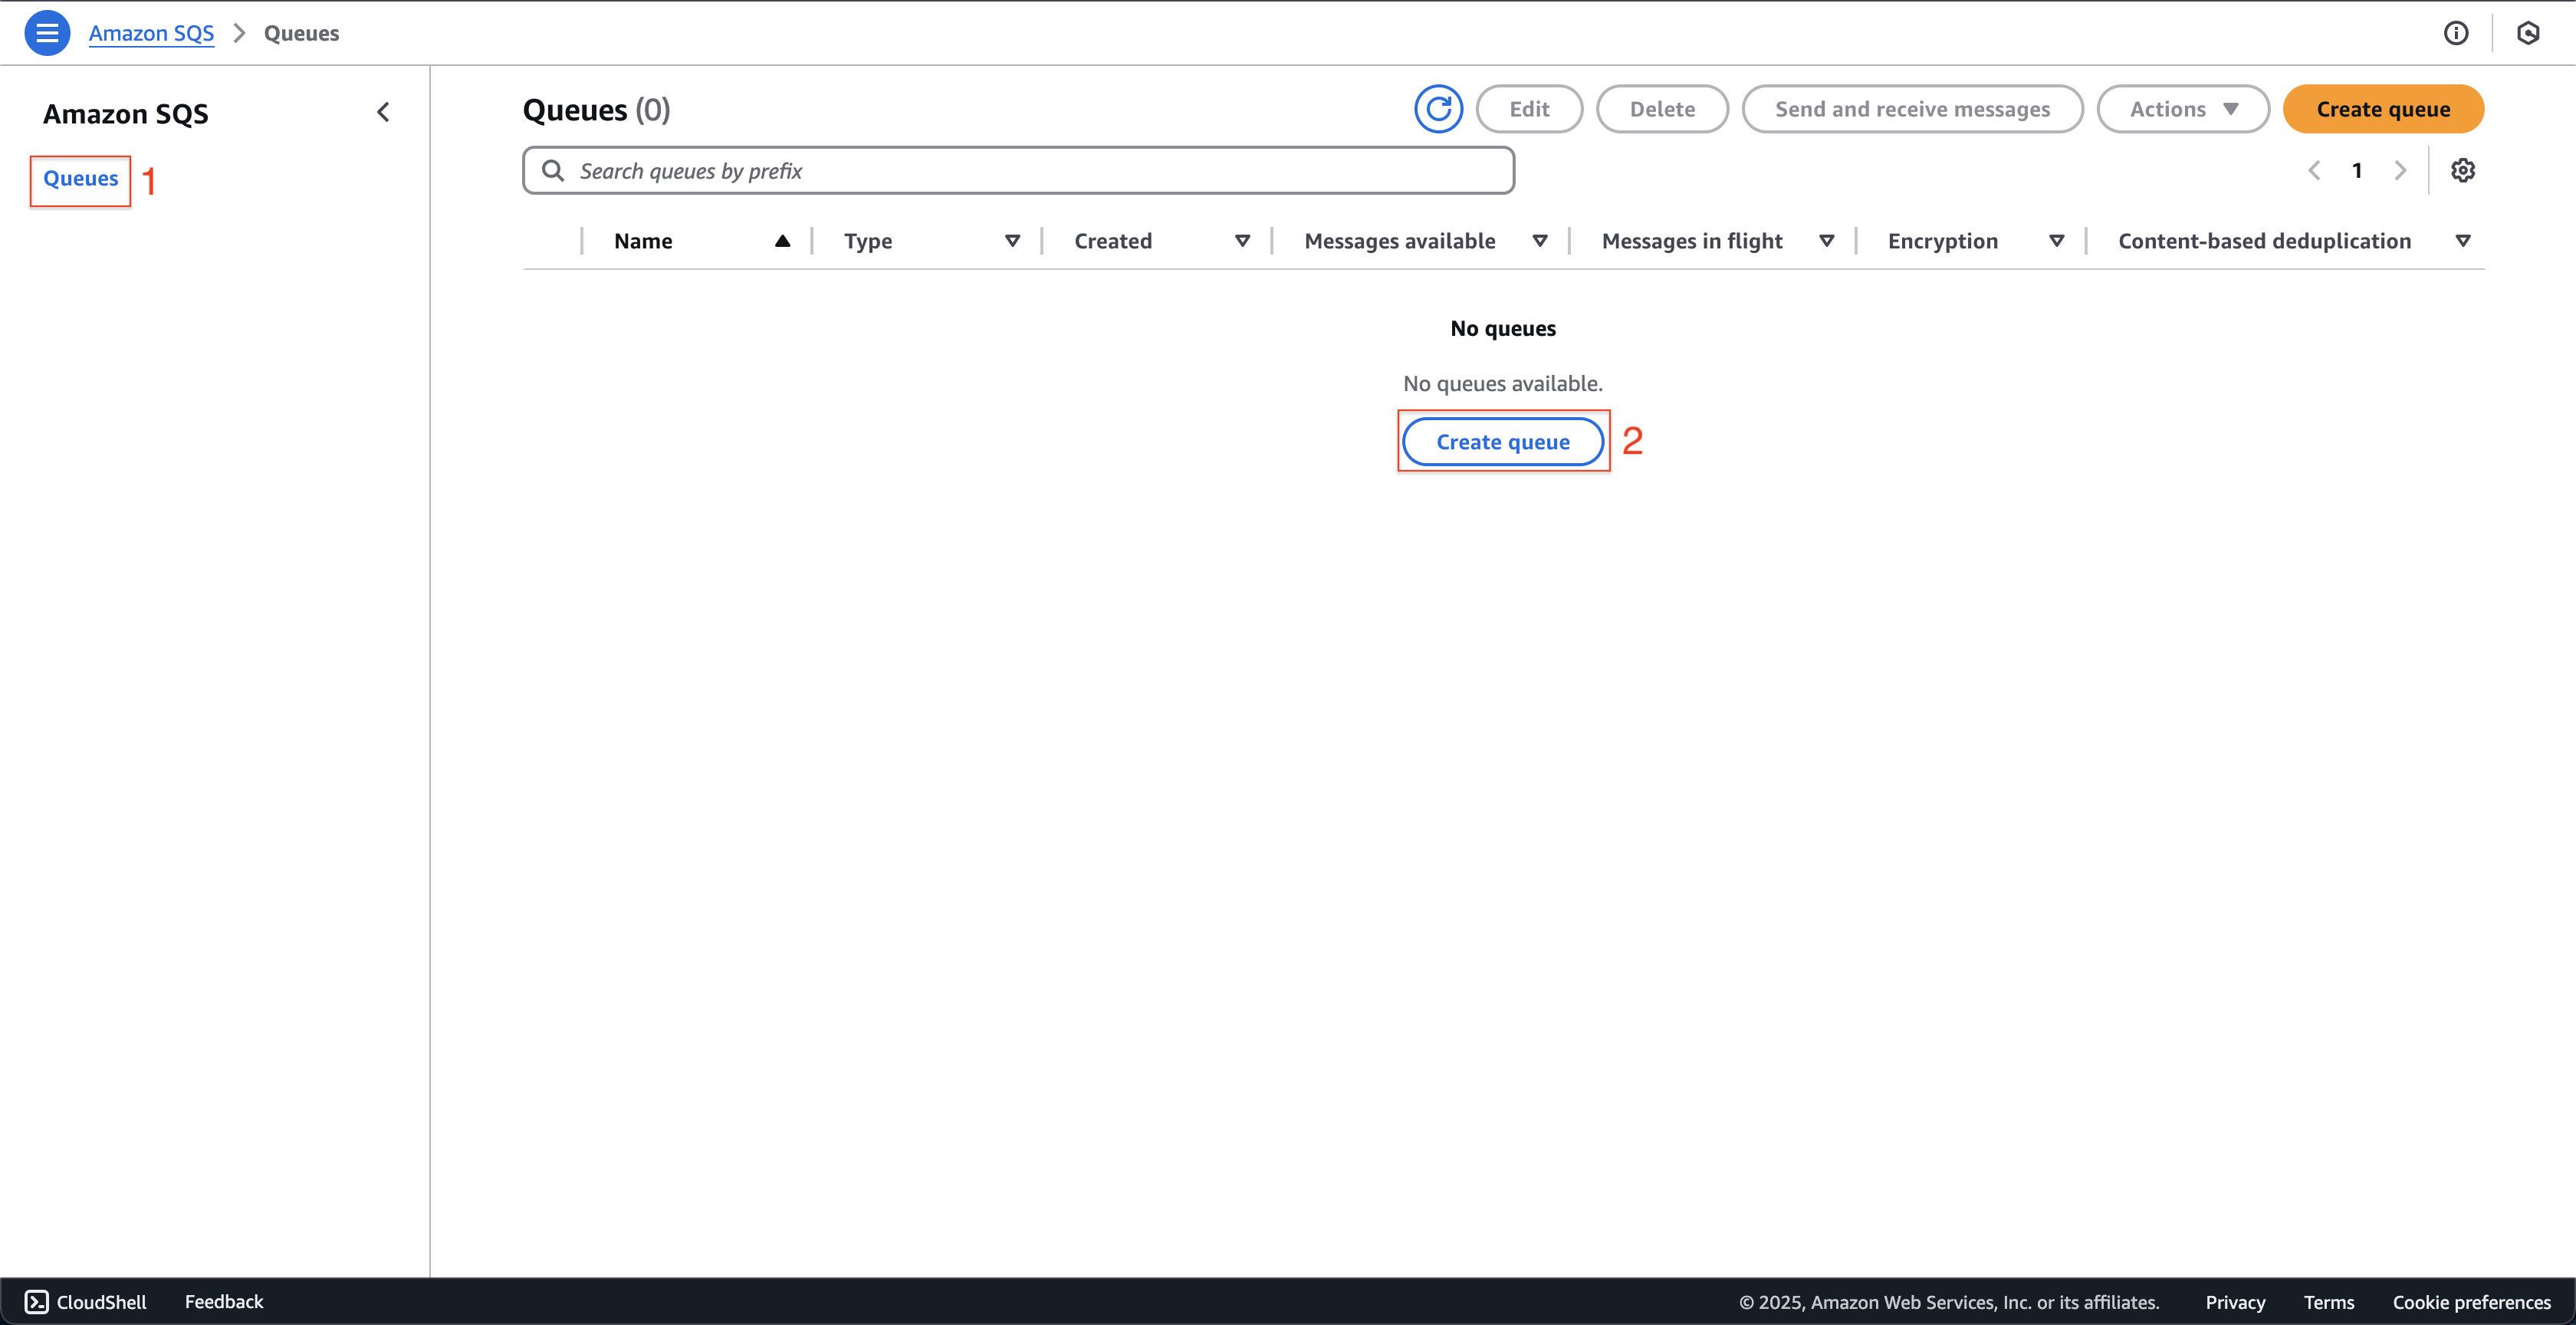 Amazon SQS > Queues
Amazon SQS
Queues 1
Queues (0)
Edit
Delete
Send and receive messages
Actions
Create queue
Search queues by prefix
1
Name Type Created Messages available Messages in flight Encryption Content-based deduplication
No queues
No queues available.
Create queue 2
CloudShell Feedback © 2025, Amazon Web Services, Inc. or its affiliates. Privacy Terms Cookie preferences